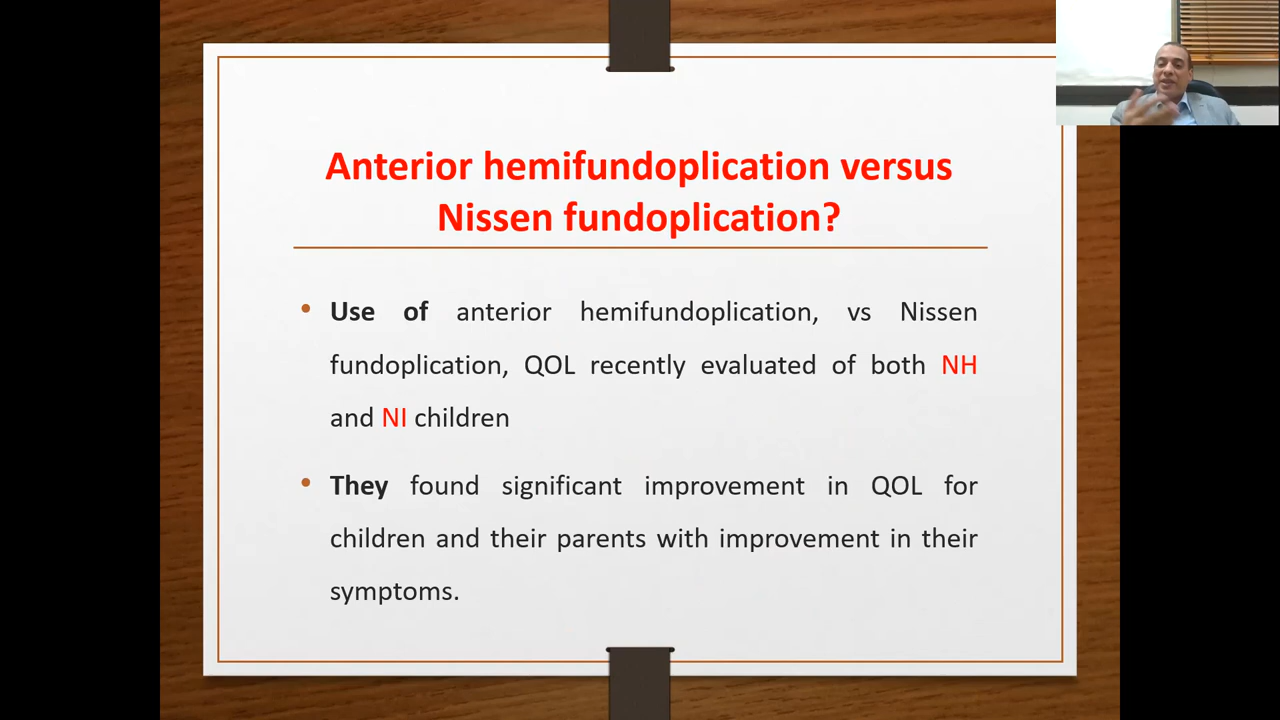 Anterior hemifundoplication versus
Nissen fundoplication?
• Use of anterior hemifundoplication, vs Nissen
fundoplication, QOL recently evaluated of both NH
and NI children
• They found significant improvement in QOL for
children and their parents with improvement in their
symptoms.